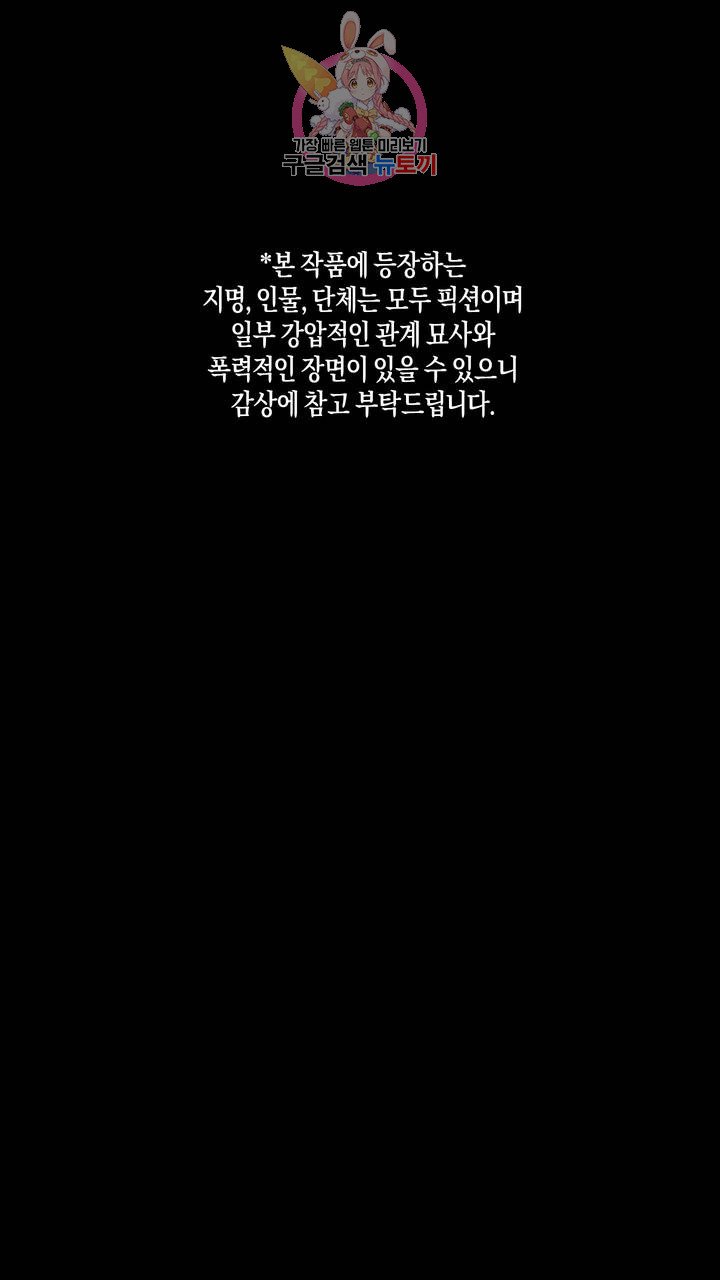 가장 빠른 웹툰 미리보기
구글검색 뉴토끼
*본 작품에 등장하는
지명, 인물, 단체는 모두 픽션이며
일부 강압적인 관계 묘사와
폭력적인 장면이 있을 수 있으니
감상에 참고 부탁드립니다.